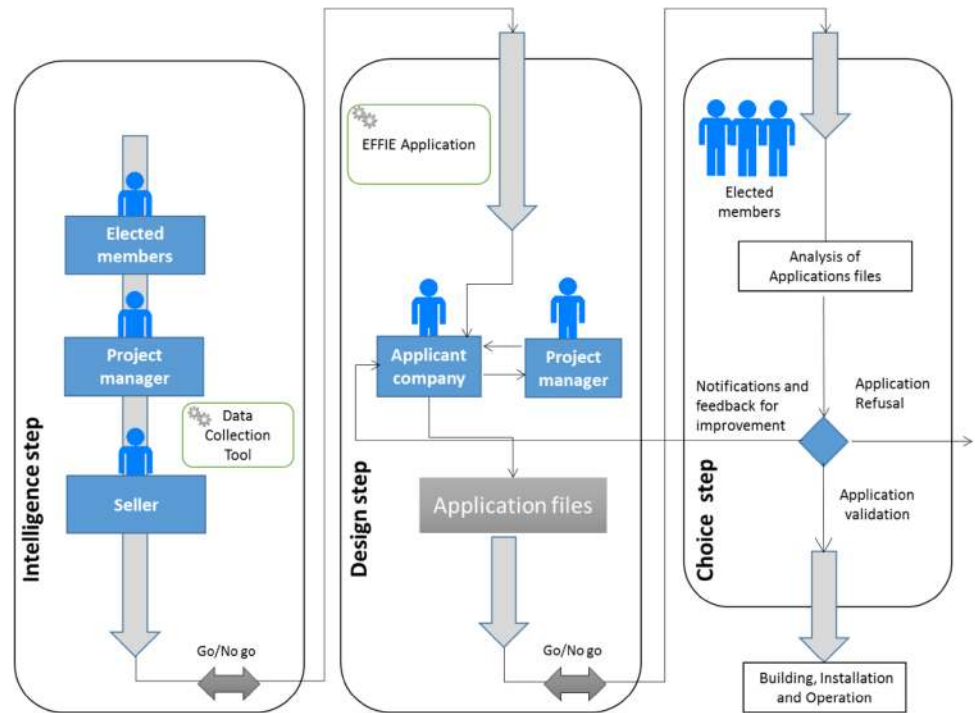 Intelligence step
Elected
members
Project
manager
Data
Collection
Tool
Seller
Go/No go
Design step
EFFIE Application
Applicant
company
Project
manager
Application files
Go/No go
Choice step
Elected
members
Analysis of
Applications files
Notifications and
feedback for
improvement
Application
Refusal
Application
validation
Building, Installation
and Operation